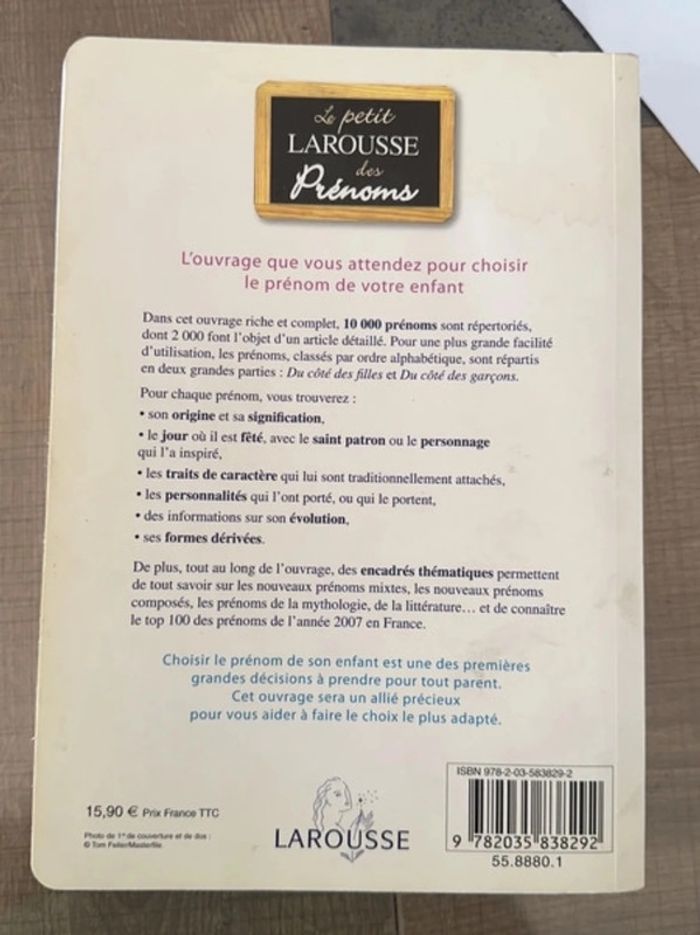 Le petit
LAROUSSE
des
Prénoms
L'ouvrage que vous attendez pour choisir
le prénom de votre enfant
Dans cet ouvrage riche et complet, 10 000 prénoms sont répertoriés,
dont 2 000 font l'objet d'un article détaillé. Pour une plus grande facilité
d'utilisation, les prénoms, classés par ordre alphabétique, sont répartis
en deux grandes parties : Du côté des filles et Du côté des garçons.
Pour chaque prénom, vous trouverez :
• son origine et sa signification,
• le jour où il est fêté, avec le saint patron ou le personnage
qui l'a inspiré,
• les traits de caractère qui lui sont traditionnellement attachés,
• les personnalités qui l'ont porté, ou qui le portent,
• des informations sur son évolution,
• ses formes dérivées.
De plus, tout au long de l'ouvrage, des encadrés thématiques permettent
de tout savoir sur les nouveaux prénoms mixtes, les nouveaux prénoms
composés, les prénoms de la mythologie, de la littérature... et de connaître
le top 100 des prénoms de l'année 2007 en France.
Choisir le prénom de son enfant est une des premières
grandes décisions à prendre pour tout parent.
Cet ouvrage sera un allié précieux
pour vous aider à faire le choix le plus adapté.
15,90 € Prix France TTC
Photo de 1re de couverture et de dos :
© Tom Feiler/Masterfile.
LAROUSSE
ISBN 978-2-03-583829-2
9 782035 838292
55.8880.1